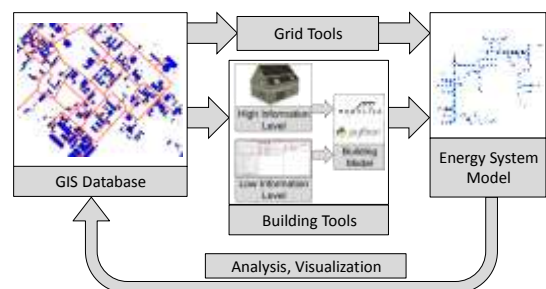 Grid Tools
High Information
Level
python
Building
Model
Low Information
Level
GIS Database
Building Tools
Energy System
Model
Analysis, Visualization